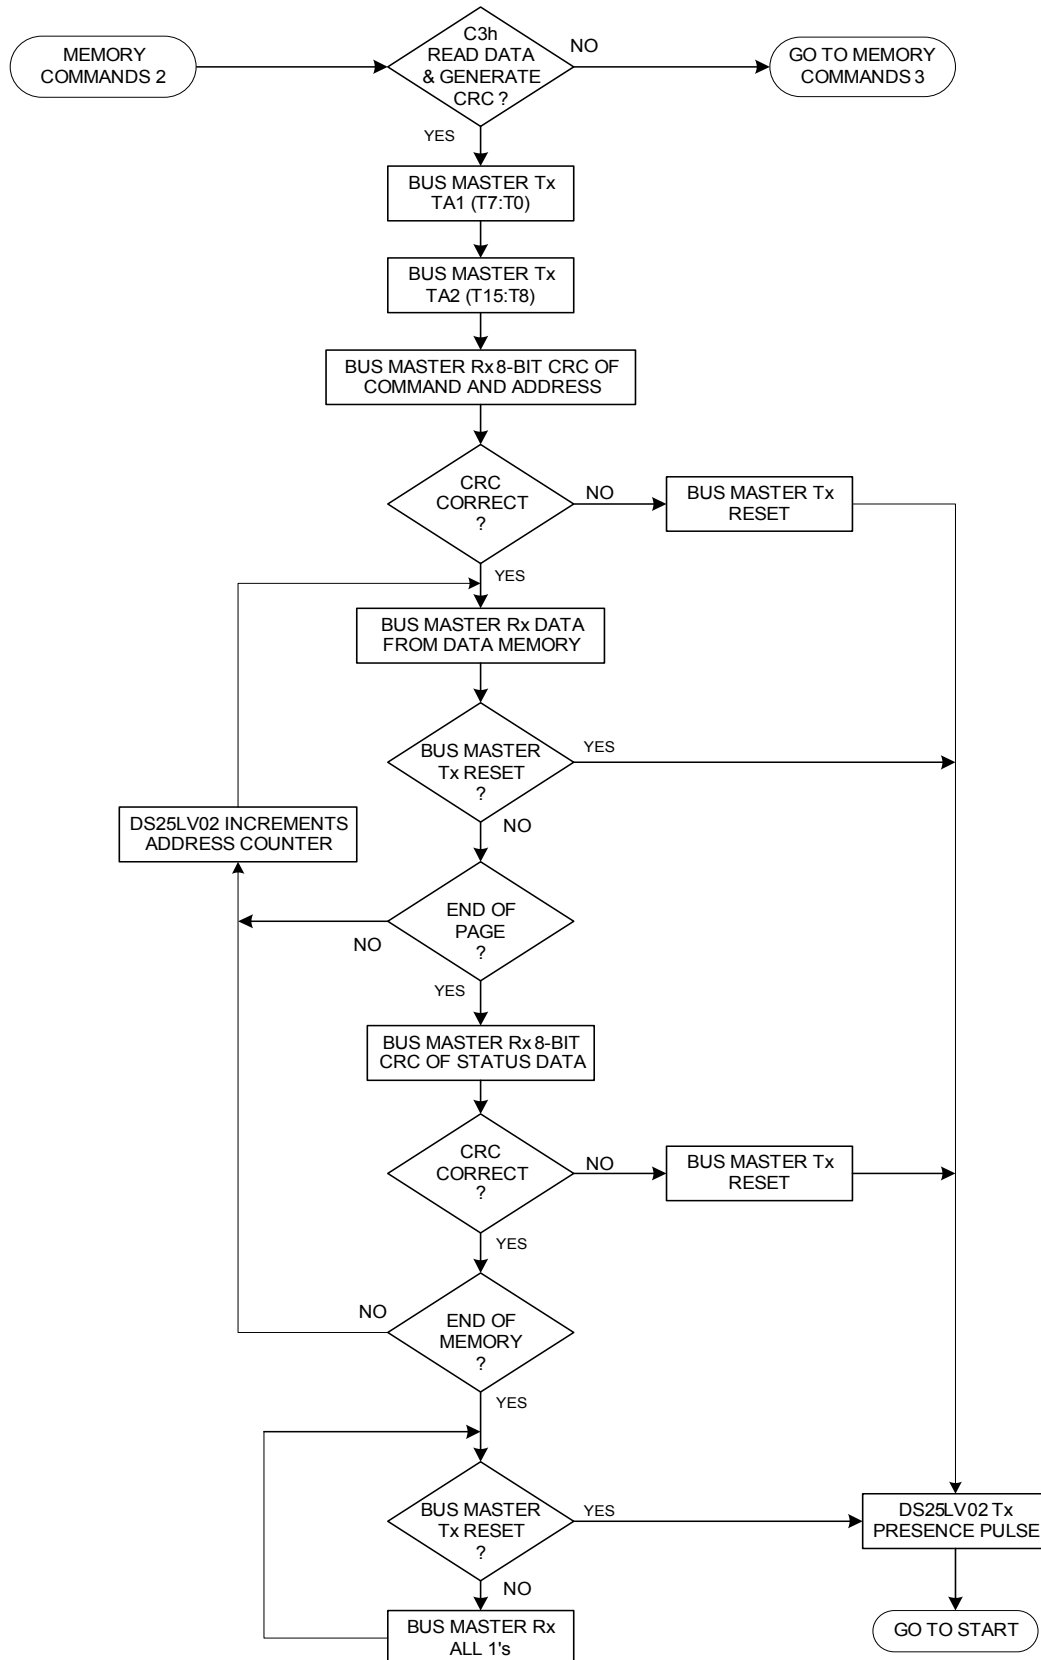 MEMORY
COMMANDS 2
C3h
READ DATA
& GENERATE
CRC ?
NO
GO TO MEMORY
COMMANDS 3
YES
BUS MASTER Tx
TA1 (T7:T0)
BUS MASTER Tx
TA2 (T15:T8)
BUS MASTER Rx 8-BIT CRC OF
COMMAND AND ADDRESS
CRC
CORRECT
?
NO
BUS MASTER Tx
RESET
YES
BUS MASTER Rx DATA
FROM DATA MEMORY
BUS MASTER
Tx RESET
?
YES
NO
DS25LV02 INCREMENTS
ADDRESS COUNTER
END OF
PAGE
?
NO
YES
BUS MASTER Rx 8-BIT
CRC OF STATUS DATA
CRC
CORRECT
?
NO
BUS MASTER Tx
RESET
YES
END OF
MEMORY
?
NO
YES
BUS MASTER
Tx RESET
?
YES
DS25LV02 Tx
PRESENCE PULSE
NO
BUS MASTER Rx
ALL 1's
GO TO START